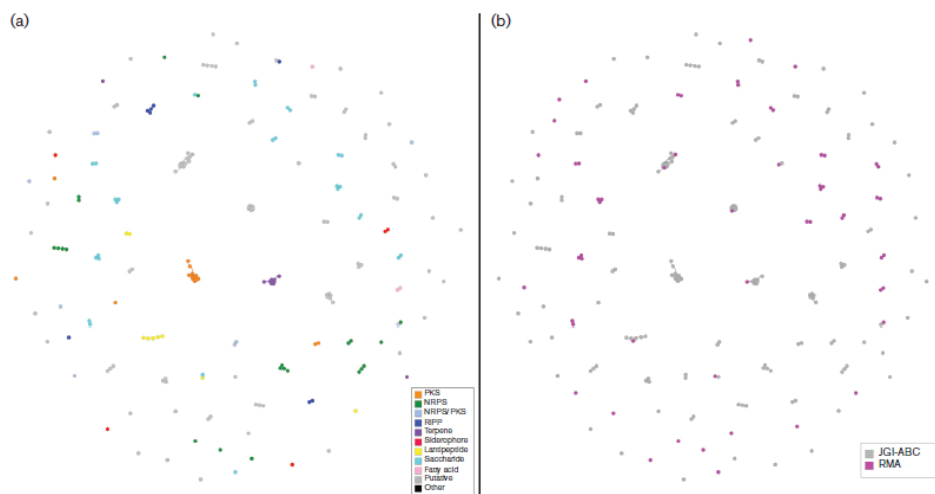 (a)
(b)
PKS
NRPS
NRPS/PKS
RiPP
Terpene
Siderophore
Lantipeptide
Saccharide
Fatty acid
Putative
Other
JGI-ABC
RMA